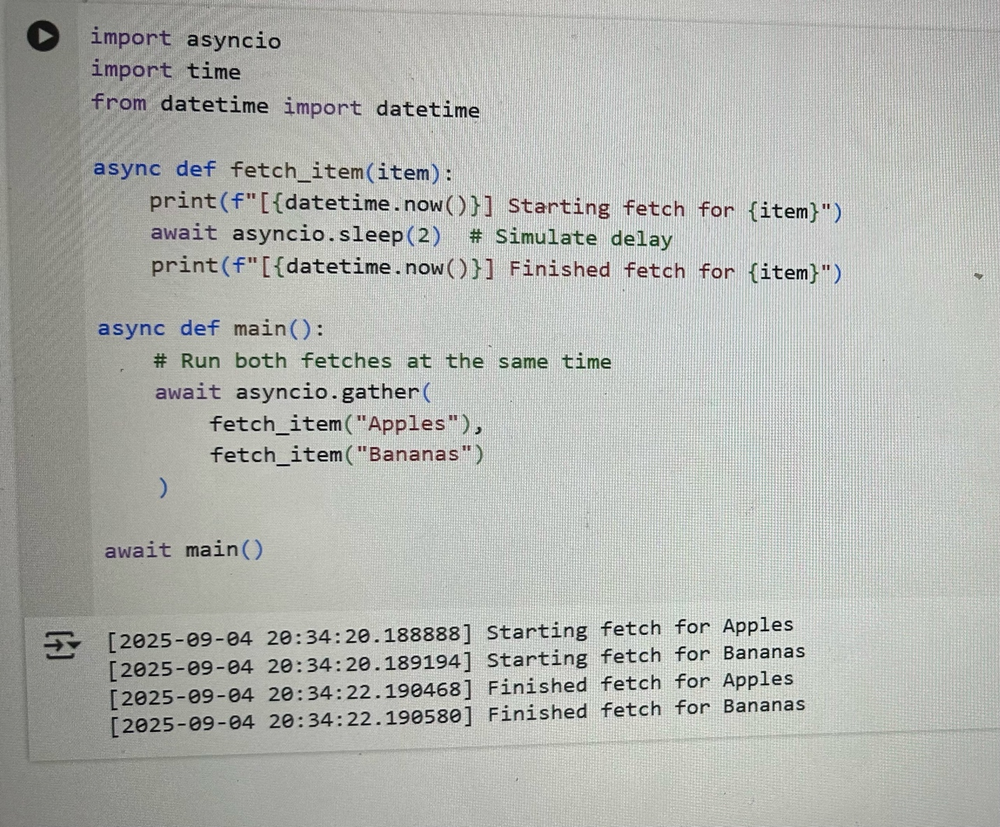 import asyncio
import time
from datetime import datetime

async def fetch_item(item):
    print(f"[{datetime.now()}] Starting fetch for {item}")
    await asyncio.sleep(2)  # Simulate delay
    print(f"[{datetime.now()}] Finished fetch for {item}")

async def main():
    # Run both fetches at the same time
    await asyncio.gather(
        fetch_item("Apples"),
        fetch_item("Bananas")
    )

await main()

[2025-09-04 20:34:20.188888] Starting fetch for Apples
[2025-09-04 20:34:20.189194] Starting fetch for Bananas
[2025-09-04 20:34:22.190468] Finished fetch for Apples
[2025-09-04 20:34:22.190580] Finished fetch for Bananas